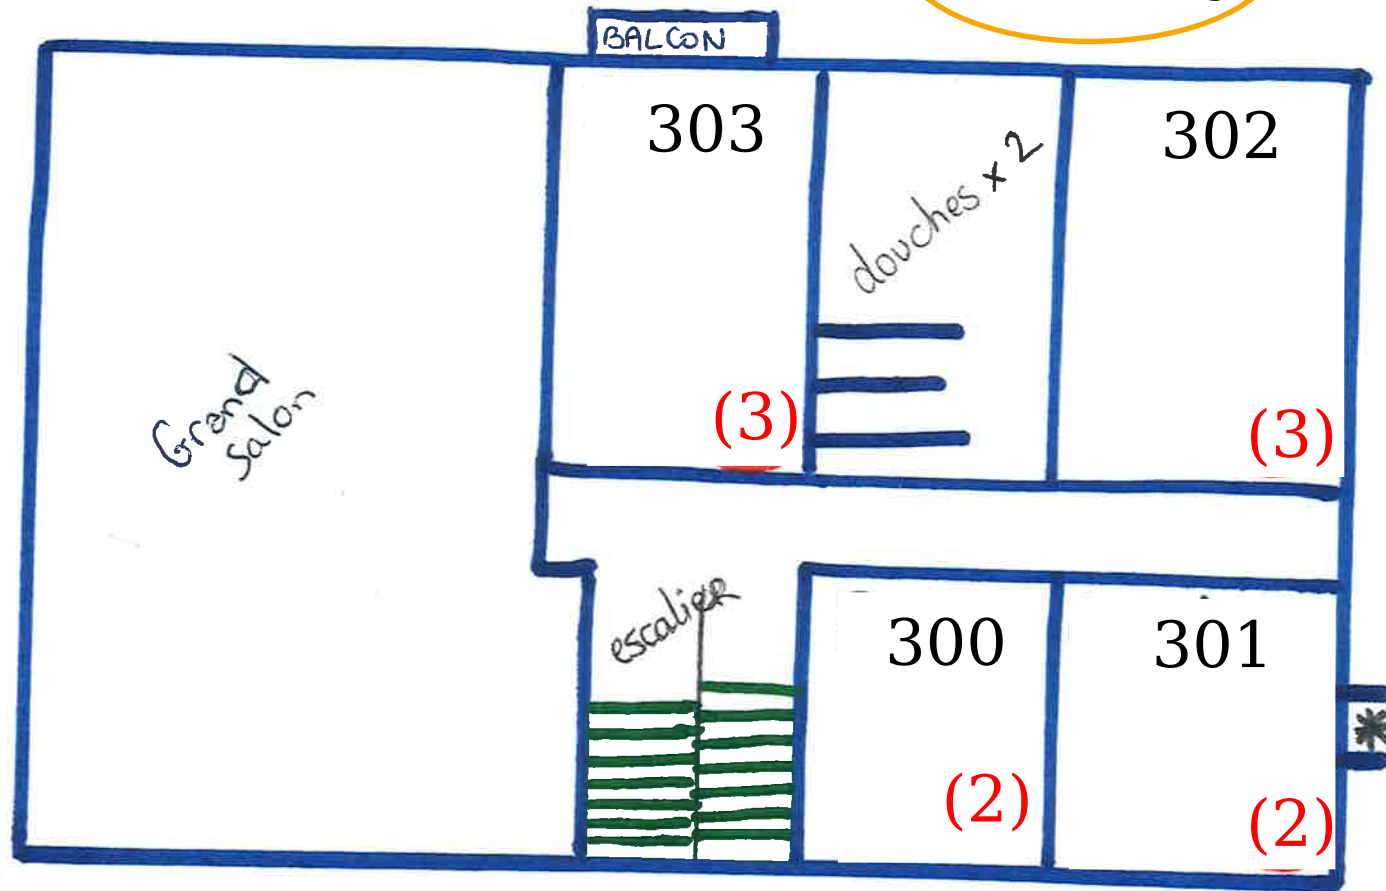 BALCON
303
302
douches x 2
(3)
(3)
Grand
Salon
escalier
300
301
(2)
(2)
*